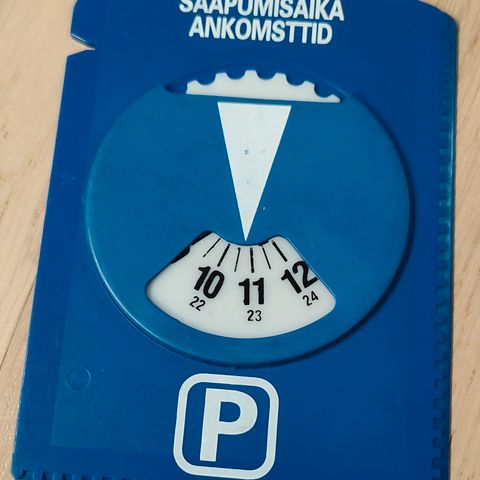 SAAPUMISAIKA
ANKOMSTTID
10 11 12
22 23 24
P